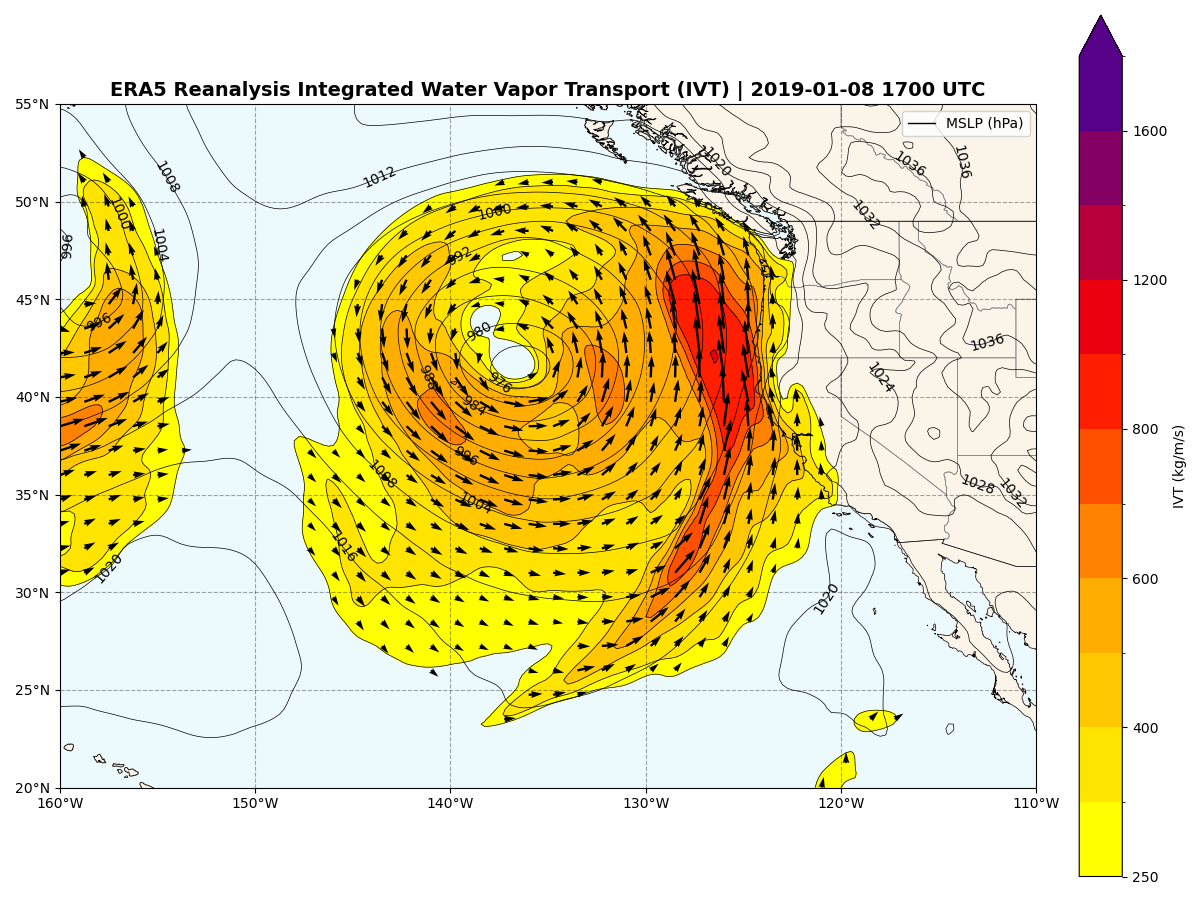 ERA5 Reanalysis Integrated Water Vapor Transport (IVT) | 2019-01-08 1700 UTC
MSLP (hPa)
55°N
50°N
45°N
40°N
35°N
30°N
25°N
20°N
160°W
150°W
140°W
130°W
120°W
110°W
1008
1012
1020
1036
1036
1032
1000
1004
996
1000
992
996
980
976
988
984
996
1008
1004
1016
1020
1036
1024
1028
1032
1020
1600
1200
800
600
400
250
IVT (kg/m/s)